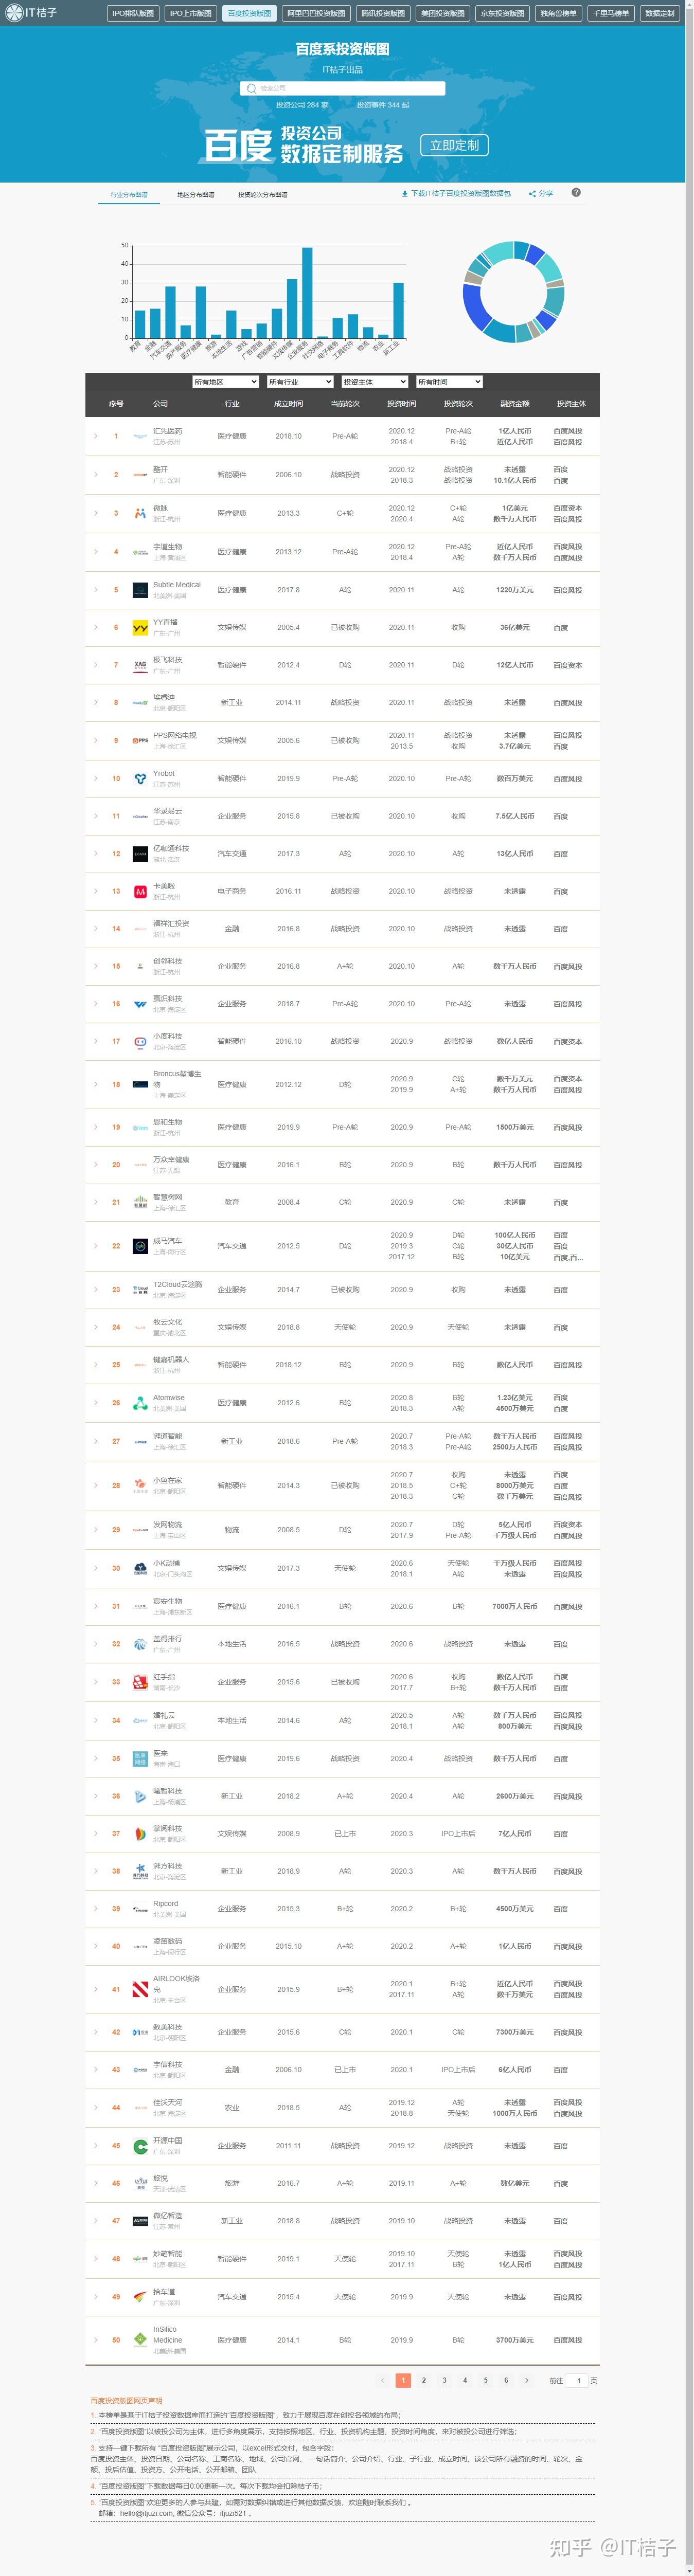 IT桔子
IPO排队版图 IPO上市版图 百度投资版图 阿里巴巴投资版图 腾讯投资版图 美团投资版图 京东投资版图 独角兽榜单 千里马榜单 数据定制
百度系投资版图
IT桔子出品
检索公司
投资公司 284 家 投资事件 344 起
百度 投资公司 数据定制服务 立即定制
行业分布图谱 地区分布图谱 投资轮次分布图谱 下载IT桔子百度投资版图数据包 分享
50
40
30
20
10
0
教育 金融 汽车交通 房产服务 医疗健康 旅游 本地生活 游戏 广告营销 智能硬件 文娱传媒 企业服务 社交网络 电子商务 工具软件 物流 农业 新工业
所有地区 所有行业 投资主体 所有时间
序号 公司 行业 成立时间 当前轮次 投资时间 投资轮次 融资金额 投资主体
1 汇先医药 江苏-苏州 医疗健康 2018.10 Pre-A轮 2020.12 Pre-A轮 1亿人民币 百度风投
2018.4 B+轮 近亿人民币 百度风投
2 酷开 广东-深圳 智能硬件 2006.10 战略投资 2020.12 战略投资 未透露 百度
2018.3 战略投资 10.1亿人民币 百度
3 微脉 浙江-杭州 医疗健康 2013.3 C+轮 2020.12 C+轮 1亿美元 百度资本
2020.4 A轮 数千万人民币 百度风投
4 宇道生物 上海-黄浦区 医疗健康 2013.12 Pre-A轮 2020.12 Pre-A轮 近亿人民币 百度风投
2018.4 A轮 数千万人民币 百度风投
5 Subtle Medical 北美洲-美国 医疗健康 2017.8 A轮 2020.11 A轮 1220万美元 百度风投
6 YY直播 广东-广州 文娱传媒 2005.4 已被收购 2020.11 收购 36亿美元 百度
7 极飞科技 广东-广州 智能硬件 2012.4 D轮 2020.11 D轮 12亿人民币 百度资本
8 埃睿迪 北京-朝阳区 新工业 2014.11 战略投资 2020.11 战略投资 未透露 百度风投
9 PPS网络电视 上海-徐汇区 文娱传媒 2005.6 已被收购 2020.11 战略投资 未透露 百度风投
2013.5 收购 3.7亿美元 百度
10 Yrobot 江苏-苏州 智能硬件 2019.9 Pre-A轮 2020.10 Pre-A轮 数百万美元 百度风投
11 华录易云 江苏-南京 企业服务 2015.8 已被收购 2020.10 收购 7.5亿人民币 百度
12 亿咖通科技 湖北-武汉 汽车交通 2017.3 A轮 2020.10 A轮 13亿人民币 百度
13 卡美啦 浙江-杭州 电子商务 2016.11 战略投资 2020.10 战略投资 未透露 百度
14 福祥汇投资 浙江-杭州 金融 2016.8 战略投资 2020.10 战略投资 未透露 百度
15 创邻科技 浙江-杭州 企业服务 2016.8 A+轮 2020.10 A轮 数千万人民币 百度风投
16 赢识科技 北京-海淀区 企业服务 2018.7 Pre-A轮 2020.10 Pre-A轮 未透露 百度风投
17 小度科技 北京-海淀区 智能硬件 2016.10 战略投资 2020.9 战略投资 数亿人民币 百度资本
18 Broncus堃博生物 上海-嘉定区 医疗健康 2012.12 D轮 2020.9 C轮 数千万美元 百度资本
2019.9 A+轮 数千万人民币 百度风投
19 恩和生物 浙江-杭州 医疗健康 2019.9 Pre-A轮 2020.9 Pre-A轮 1500万美元 百度风投
20 万众幸健康 江苏-无锡 医疗健康 2016.1 B轮 2020.9 B轮 数千万人民币 百度风投
21 智慧树网 上海-徐汇区 教育 2008.4 C轮 2020.9 C轮 未透露 百度
22 威马汽车 上海-闵行区 汽车交通 2012.5 D轮 2020.9 D轮 100亿人民币 百度
2019.3 C轮 30亿人民币 百度
2017.12 B轮 10亿美元 百度,百...
23 T2Cloud云途腾 北京-海淀区 企业服务 2014.7 已被收购 2020.9 收购 未透露 百度
24 牧云文化 重庆-渝北区 文娱传媒 2018.8 天使轮 2020.9 天使轮 未透露 百度
25 键嘉机器人 浙江-杭州 智能硬件 2018.12 B轮 2020.9 B轮 数亿人民币 百度风投
26 Atomwise 北美洲-美国 医疗健康 2012.6 B轮 2020.8 B轮 1.23亿美元 百度
2018.3 A轮 4500万美元 百度
27 湃道智能 上海-徐汇区 新工业 2018.6 Pre-A轮 2020.7 Pre-A轮 数千万人民币 百度风投
2018.3 Pre-A轮 2500万美元 百度风投
28 小鱼在家 北京-朝阳区 智能硬件 2014.3 已被收购 2020.7 收购 未透露 百度
2018.5 C+轮 8000万美元 百度
2018.3 C轮 数千万美元 百度风投
29 发网物流 上海-宝山区 物流 2008.5 D轮 2020.7 D轮 5亿人民币 百度资本
2017.9 Pre-A轮 千万级人民币 百度风投
30 小K动捕 北京-门头沟区 文娱传媒 2017.3 天使轮 2020.6 天使轮 千万级人民币 百度风投
2018.1 A轮 未透露 百度风投
31 宸安生物 上海-浦东新区 医疗健康 2016.1 B轮 2020.6 B轮 7000万人民币 百度风投
32 盖得排行 广东-广州 本地生活 2016.5 战略投资 2020.6 战略投资 未透露 百度
33 红手指 湖南-长沙 企业服务 2015.6 已被收购 2020.6 收购 数亿人民币 百度
2017.7 B+轮 数千万人民币 百度
34 婚礼云 北京-朝阳区 本地生活 2014.6 A轮 2020.5 A轮 数千万人民币 百度风投
2018.1 A轮 800万美元 百度风投
35 医来 海南-海口 医疗健康 2019.6 战略投资 2020.4 战略投资 数千万人民币 百度
36 曦智科技 上海-杨浦区 新工业 2018.2 A+轮 2020.4 A轮 2600万美元 百度风投
37 掌阅科技 北京-朝阳区 文娱传媒 2008.9 已上市 2020.3 IPO上市后 7亿人民币 百度
38 湃方科技 北京-海淀区 新工业 2018.9 A轮 2020.3 A轮 数千万人民币 百度风投
39 Ripcord 北美洲-美国 企业服务 2015.3 B+轮 2020.2 B+轮 4500万美元 百度
40 凌笛数码 上海-闵行区 企业服务 2015.10 A+轮 2020.2 A+轮 1亿人民币 百度风投
41 AIRLOOK埃洛克 北京-丰台区 企业服务 2015.9 B+轮 2020.1 B+轮 近亿人民币 百度风投
2017.11 A轮 数千万美元 百度风投
42 数美科技 北京-朝阳区 企业服务 2015.6 C轮 2020.1 C轮 7300万美元 百度风投
43 宇信科技 北京-朝阳区 金融 2006.10 已上市 2020.1 IPO上市后 6亿人民币 百度
44 佳沃天河 北京-海淀区 农业 2018.5 A轮 2019.12 A轮 未透露 百度风投
2018.8 天使轮 1000万人民币 百度风投
45 开源中国 广东-深圳 企业服务 2011.11 战略投资 2019.12 战略投资 未透露 百度
46 旅悦 天津-武清区 旅游 2016.7 A+轮 2019.11 A+轮 数亿美元 百度
47 微亿智造 江苏-常州 新工业 2018.8 战略投资 2019.10 战略投资 未透露 百度
48 妙笔智能 北京-朝阳区 智能硬件 2019.1 天使轮 2019.10 天使轮 未透露 百度风投
2017.11 B轮 1亿人民币 百度风投
49 拾车道 广东-深圳 汽车交通 2015.4 天使轮 2019.9 天使轮 未透露 百度风投
50 InSilico Medicine 北美洲-美国 医疗健康 2014.1 B轮 2019.9 B轮 3700万美元 百度风投
1 2 3 4 5 6 前往 1 页
百度投资版图网页声明
1. 本榜单是基于IT桔子投资数据库而打造的“百度投资版图”，致力于展现百度在创投各领域的布局；
2. “百度投资版图”以被投公司为主体，进行多角度展示，支持按照地区、行业、投资机构主题、投资时间角度，来对被投公司进行筛选；
3. 支持一键下载所有 “百度投资版图”展示公司，以excel形式交付，包含字段：
百度投资主体、投资日期、公司名称、工商名称、地域、公司官网、 一句话简介、公司介绍、行业、子行业、成立时间、该公司所有融资的时间、轮次、金
额、投后估值、投资方、公开电话、公开邮箱、团队
4. “百度投资版图”下载数据每日0:00更新一次。每次下载均会扣除桔子币；
5. “百度投资版图”欢迎更多的人参与共建，如需对数据纠错或进行其他数据反馈，欢迎随时联系我们 。
邮箱：hello@itjuzi.com, 微信公众号：itjuzi521 。
知乎 @IT桔子